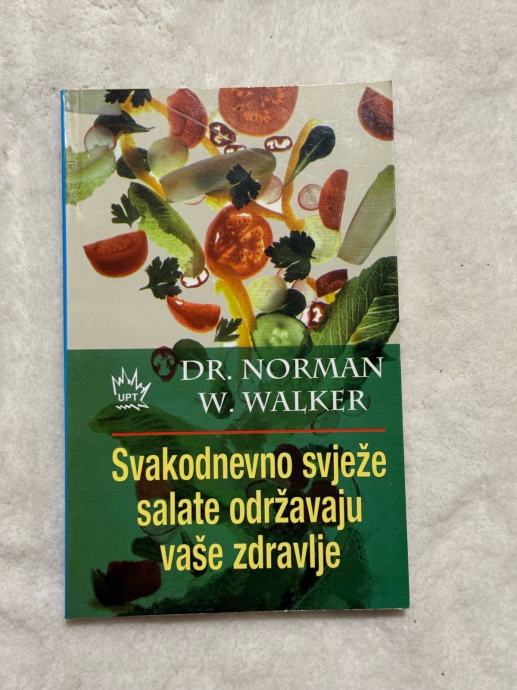 DR. NORMAN
W. WALKER
UPT
Svakodnevno svježe
salate održavaju
vaše zdravlje